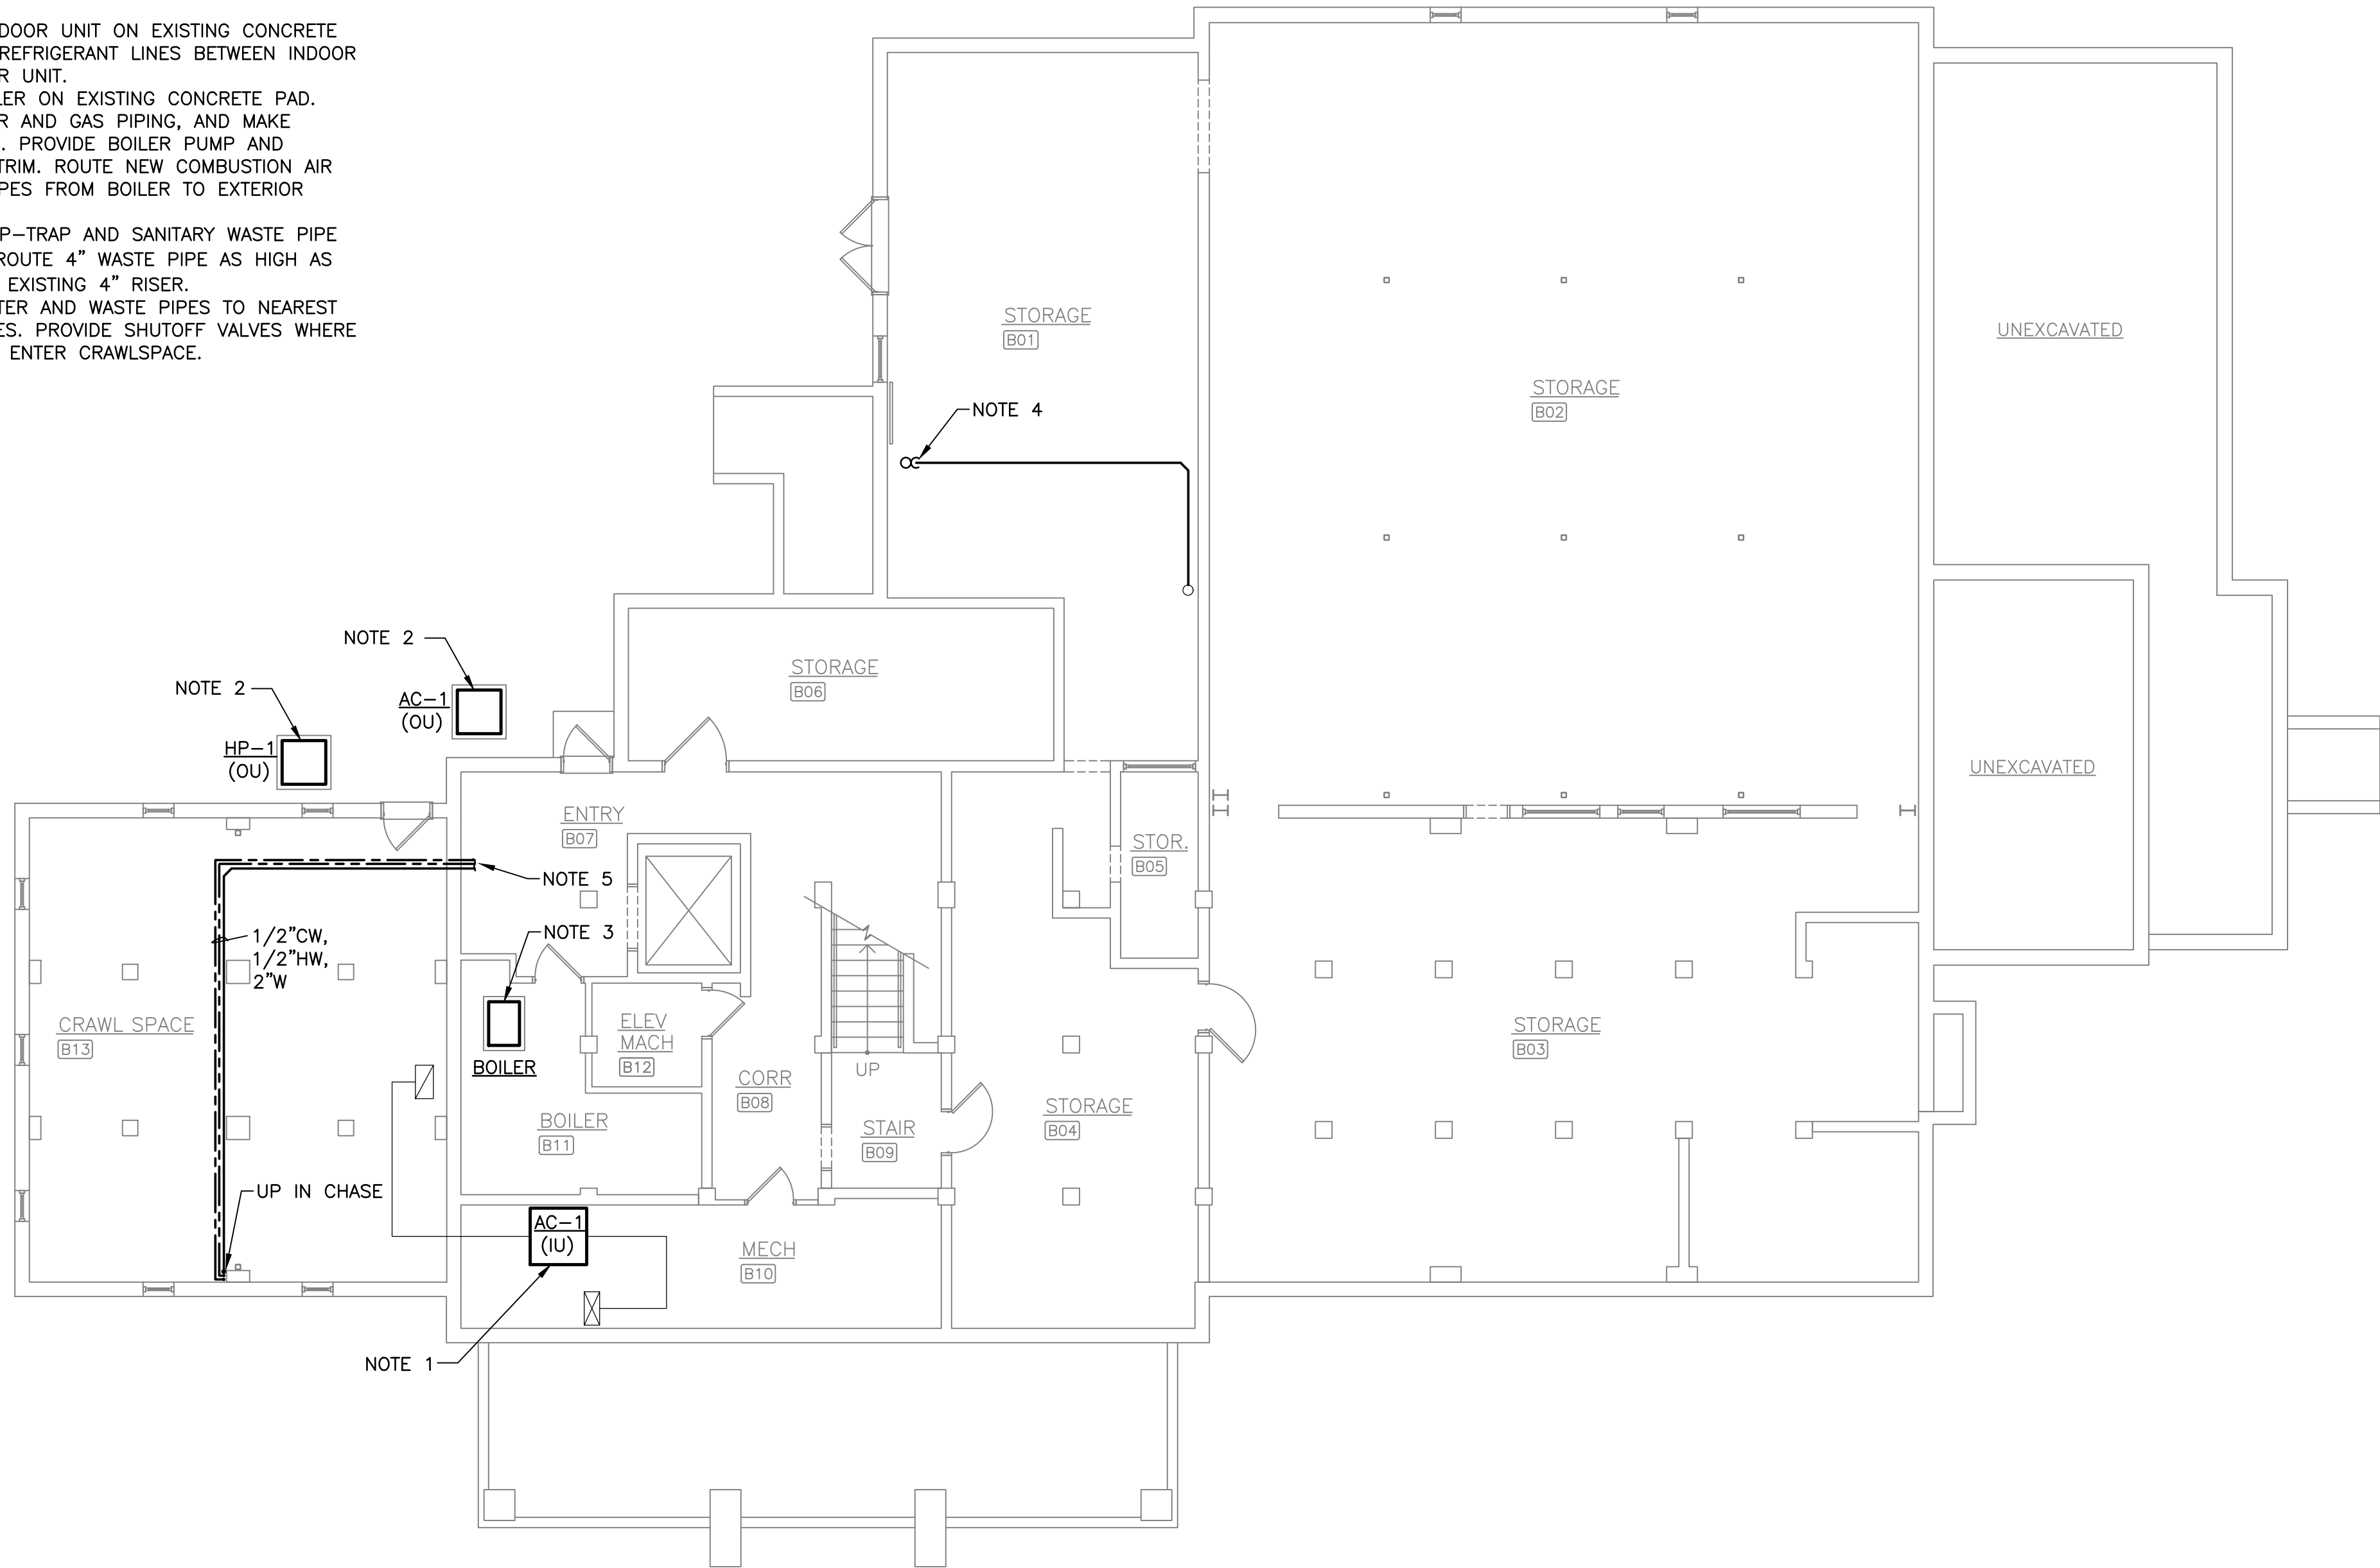 DOOR UNIT ON EXISTING CONCRETE
REFRIGERANT LINES BETWEEN INDOOR
R UNIT.
LER ON EXISTING CONCRETE PAD.
R AND GAS PIPING, AND MAKE
. PROVIDE BOILER PUMP AND
TRIM. ROUTE NEW COMBUSTION AIR
PES FROM BOILER TO EXTERIOR
P-TRAP AND SANITARY WASTE PIPE
ROUTE 4" WASTE PIPE AS HIGH AS
EXISTING 4" RISER.
TER AND WASTE PIPES TO NEAREST
ES. PROVIDE SHUTOFF VALVES WHERE
ENTER CRAWLSPACE.
STORAGE
B01
UNEXCAVATED
STORAGE
B02
NOTE 4
NOTE 2
NOTE 2
AC-1
(OU)
HP-1
(OU)
STORAGE
B06
UNEXCAVATED
ENTRY
B07
STOR.
B05
NOTE 5
NOTE 3
1/2"CW,
1/2"HW,
2"W
CRAWL SPACE
B13
BOILER
ELEV
MACH
B12
UP
CORR
B08
STORAGE
B03
STORAGE
B04
BOILER
B11
STAIR
B09
UP IN CHASE
AC-1
(IU)
MECH
B10
NOTE 1